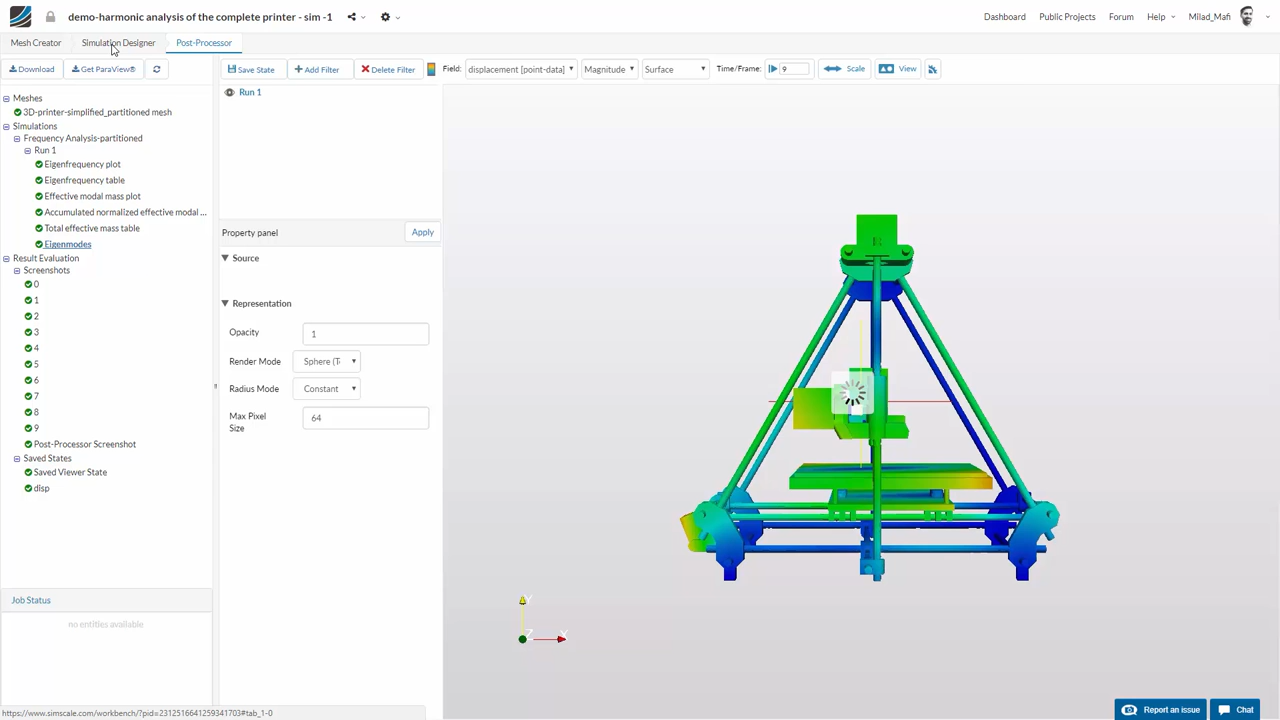 demo-harmonic analysis of the complete printer - sim -1
Dashboard Public Projects Forum Help Milad_Mafi
Mesh Creator Simulation Designer Post-Processor
Download Get ParaView® Save State Add Filter Delete Filter Field: displacement [point-data] Magnitude Surface Time/Frame: 9 Scale View
Meshes
3D-printer-simplified_partitioned mesh
Simulations
Frequency Analysis-partitioned
Run 1
Eigenfrequency plot
Eigenfrequency table
Effective modal mass plot
Accumulated normalized effective modal ...
Total effective mass table
Eigenmodes
Result Evaluation
Screenshots
0
1
2
3
4
5
6
7
8
9
Post-Processor Screenshot
Saved States
Saved Viewer State
disp
Job Status
no entities available
Run 1
Property panel Apply
Source
Representation
Opacity 1
Render Mode Sphere (T
Radius Mode Constant
Max Pixel
Size
64
Y
Z
X
https://www.simscale.com/workbench/?pid=2312516641259341703#tab_1-0
Report an issue Chat